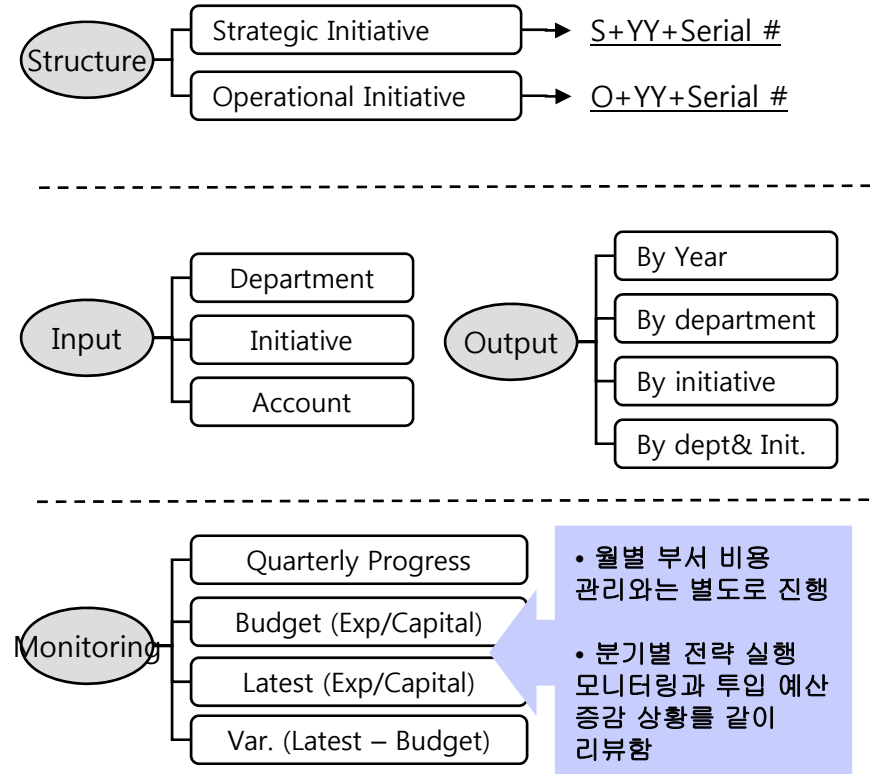 Structure
Strategic Initiative
S+YY+Serial #
Operational Initiative
O+YY+Serial #
Input
Department
Initiative
Account
Output
By Year
By department
By initiative
By dept& Init.
Monitoring
Quarterly Progress
Budget (Exp/Capital)
Latest (Exp/Capital)
Var. (Latest – Budget)
• 월별 부서 비용
관리와는 별도로 진행
• 분기별 전략 실행
모니터링과 투입 예산
증감 상황를 같이
리뷰함